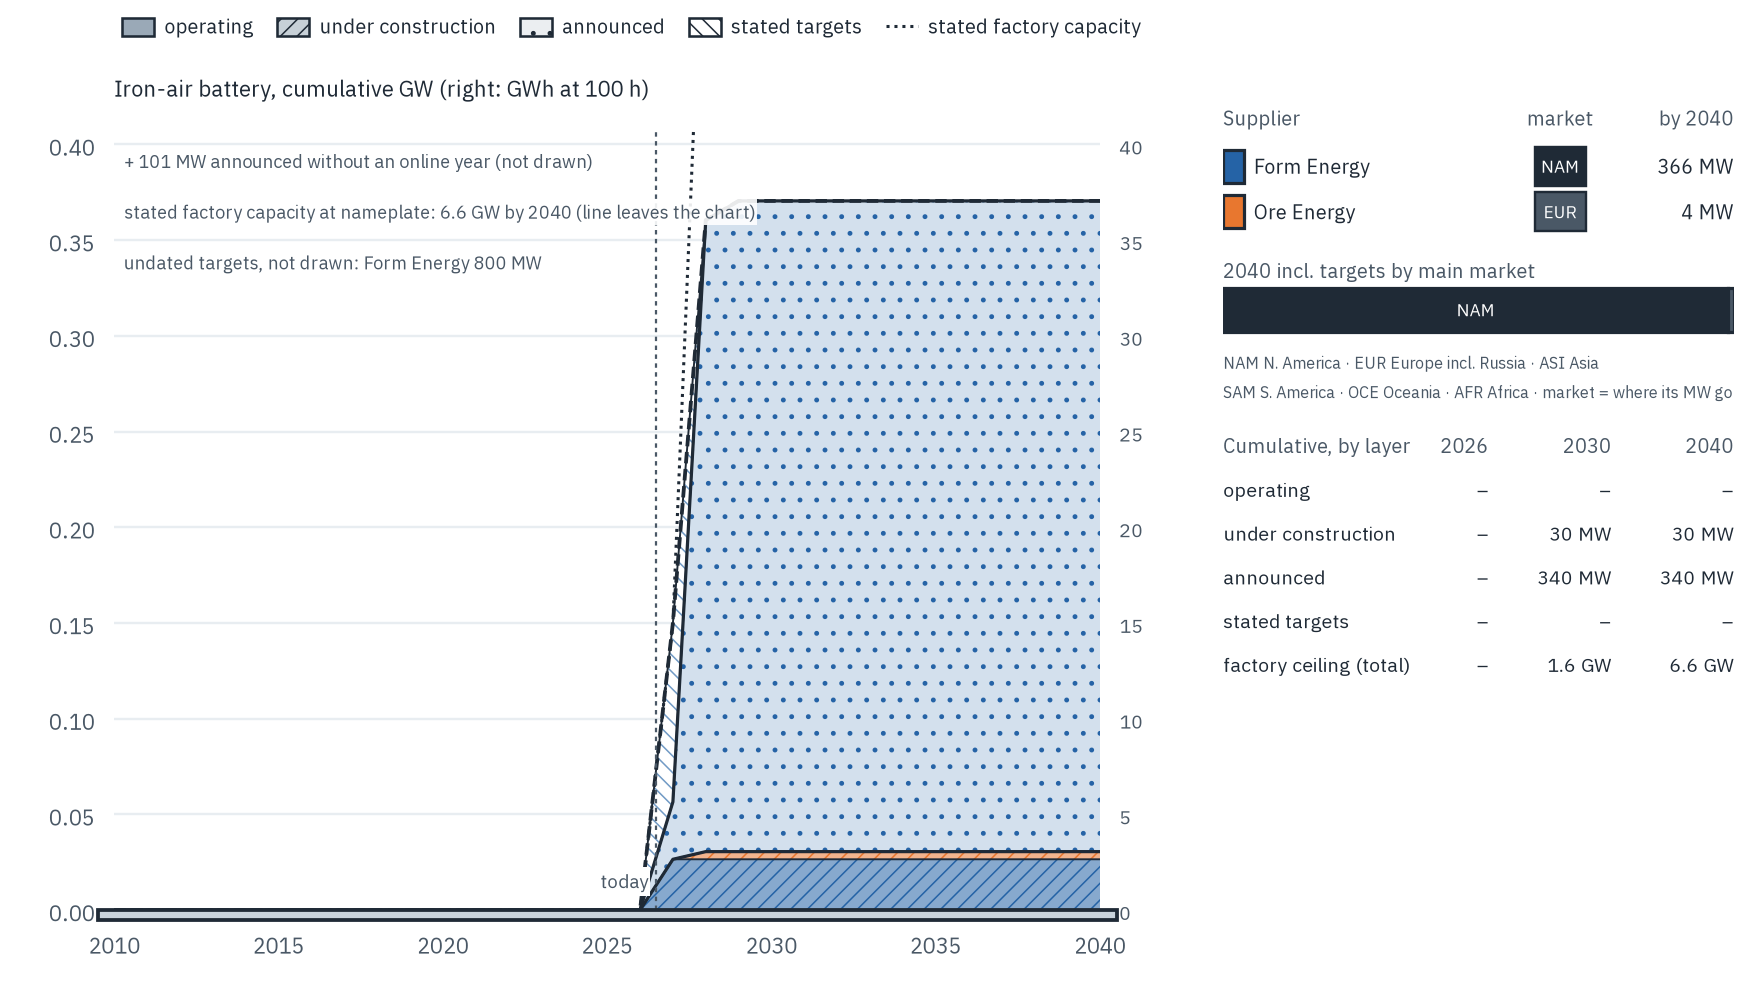 operating under construction announced stated targets stated factory capacity
Iron-air battery, cumulative GW (right: GWh at 100 h)
0.40
0.35
0.30
0.25
0.20
0.15
0.10
0.05
0.00
+ 101 MW announced without an online year (not drawn)
stated factory capacity at nameplate: 6.6 GW by 2040 (line leaves the chart)
undated targets, not drawn: Form Energy 800 MW
today
40
35
30
25
20
15
10
5
0
2010 2015 2020 2025 2030 2035 2040
Supplier market by 2040
Form Energy NAM 366 MW
Ore Energy EUR 4 MW
2040 incl. targets by main market
NAM
NAM N. America · EUR Europe incl. Russia · ASI Asia
SAM S. America · OCE Oceania · AFR Africa · market = where its MW go
Cumulative, by layer 2026 2030 2040
operating – – –
under construction – 30 MW 30 MW
announced – 340 MW 340 MW
stated targets – – –
factory ceiling (total) – 1.6 GW 6.6 GW